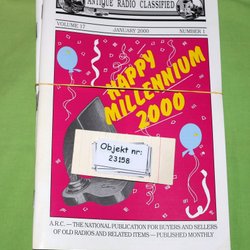 ANTIQUE RADIO CLASSIFIED
VOLUME 17
JANUARY 2000
NUMBER 1
HAPPY
MILLENNIUM
2000
Objekt nr:
23158
A.R.C. — THE NATIONAL PUBLICATION FOR BUYERS AND SELLERS
OF OLD RADIOS AND RELATED ITEMS — PUBLISHED MONTHLY